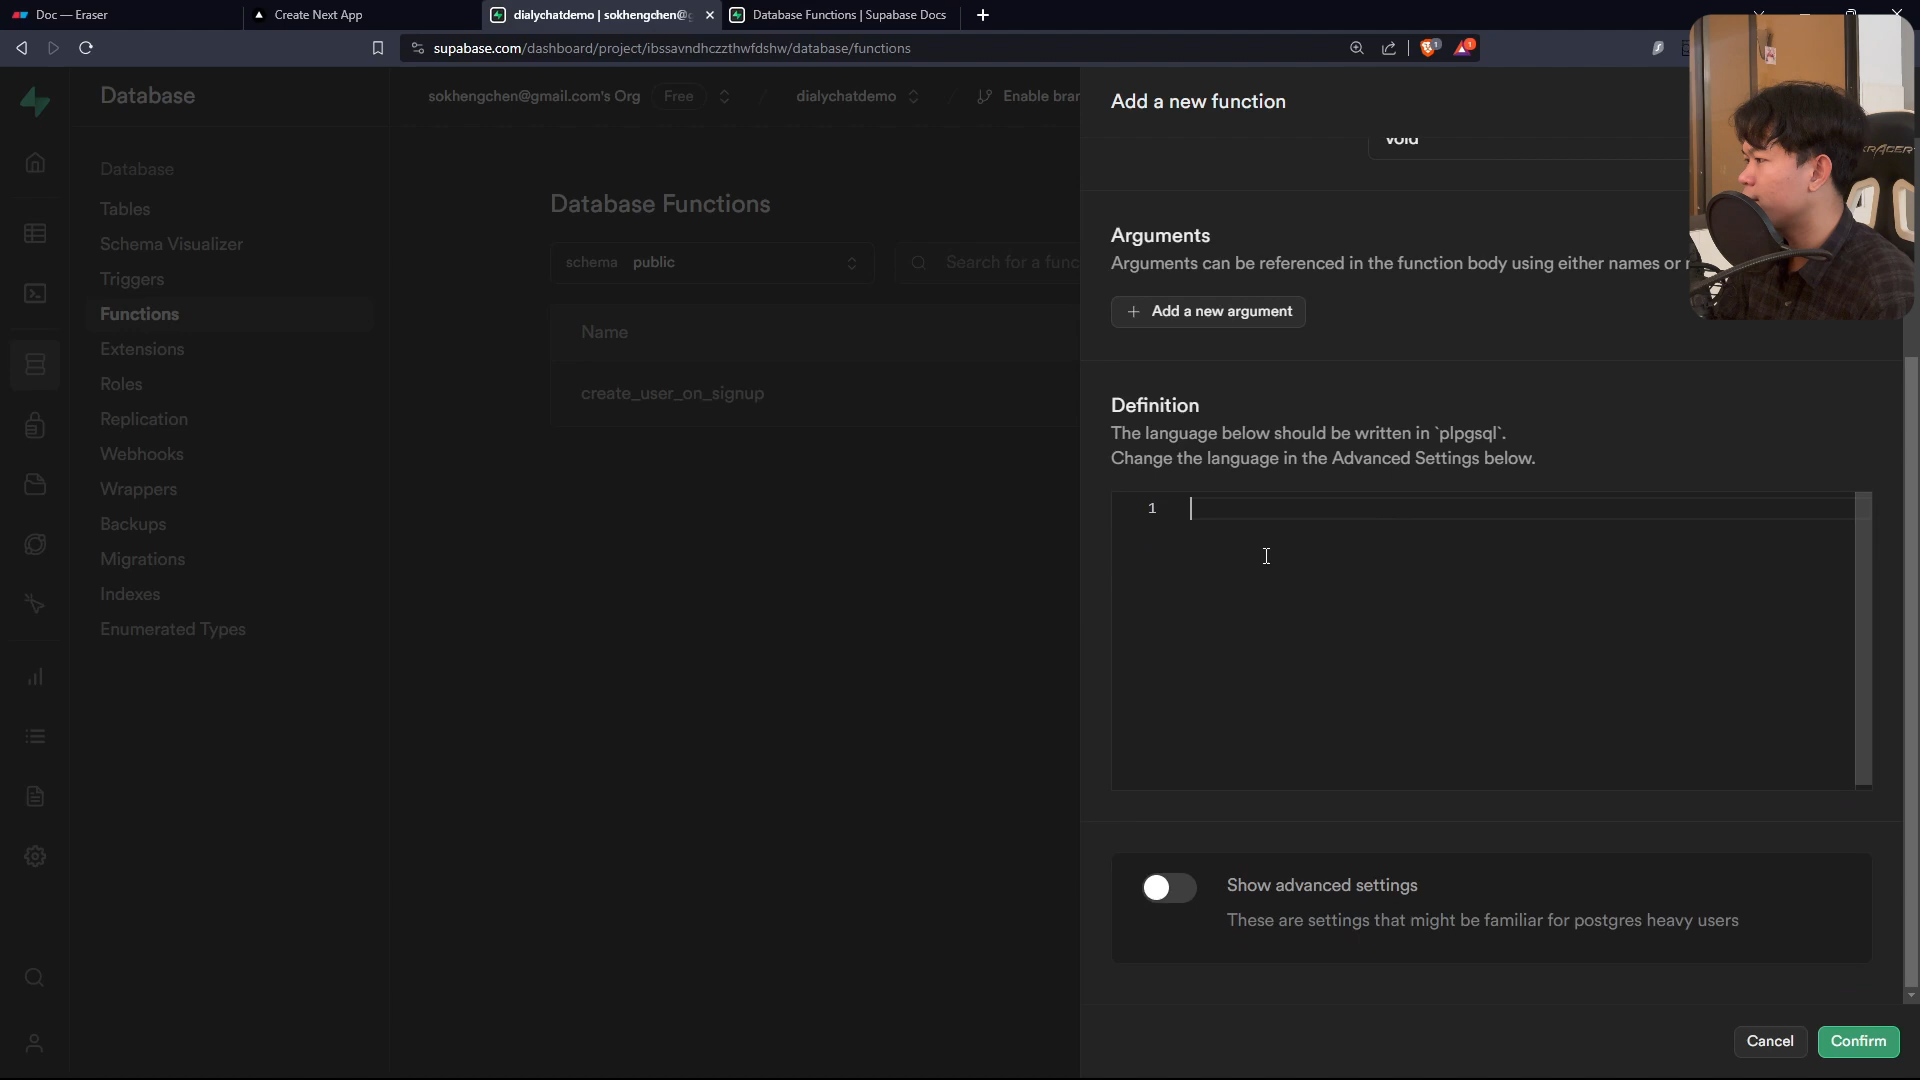 Doc — Eraser
Create Next App
dialychatdemo | sokhengchen@
Database Functions | Supabase Docs
supabase.com/dashboard/project/ibssavndhczzthwfdshw/database/functions
1
1
Database
sokhengchen@gmail.com's Org
Free
dialychatdemo
Enable bran
Add a new function
Database
Tables
Schema Visualizer
Triggers
Functions
Extensions
Roles
Replication
Webhooks
Wrappers
Backups
Migrations
Indexes
Enumerated Types
Database Functions
schema public
Search for a func
Name
create_user_on_signup
void
Arguments
Arguments can be referenced in the function body using either names or
Add a new argument
Definition
The language below should be written in `plpgsql`.
Change the language in the Advanced Settings below.
1
Show advanced settings
These are settings that might be familiar for postgres heavy users
Cancel
Confirm